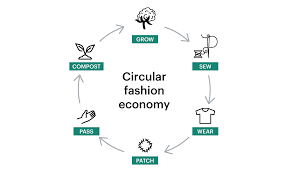 GROW
SEW
WEAR
PATCH
PASS
COMPOST
Circular
fashion
economy